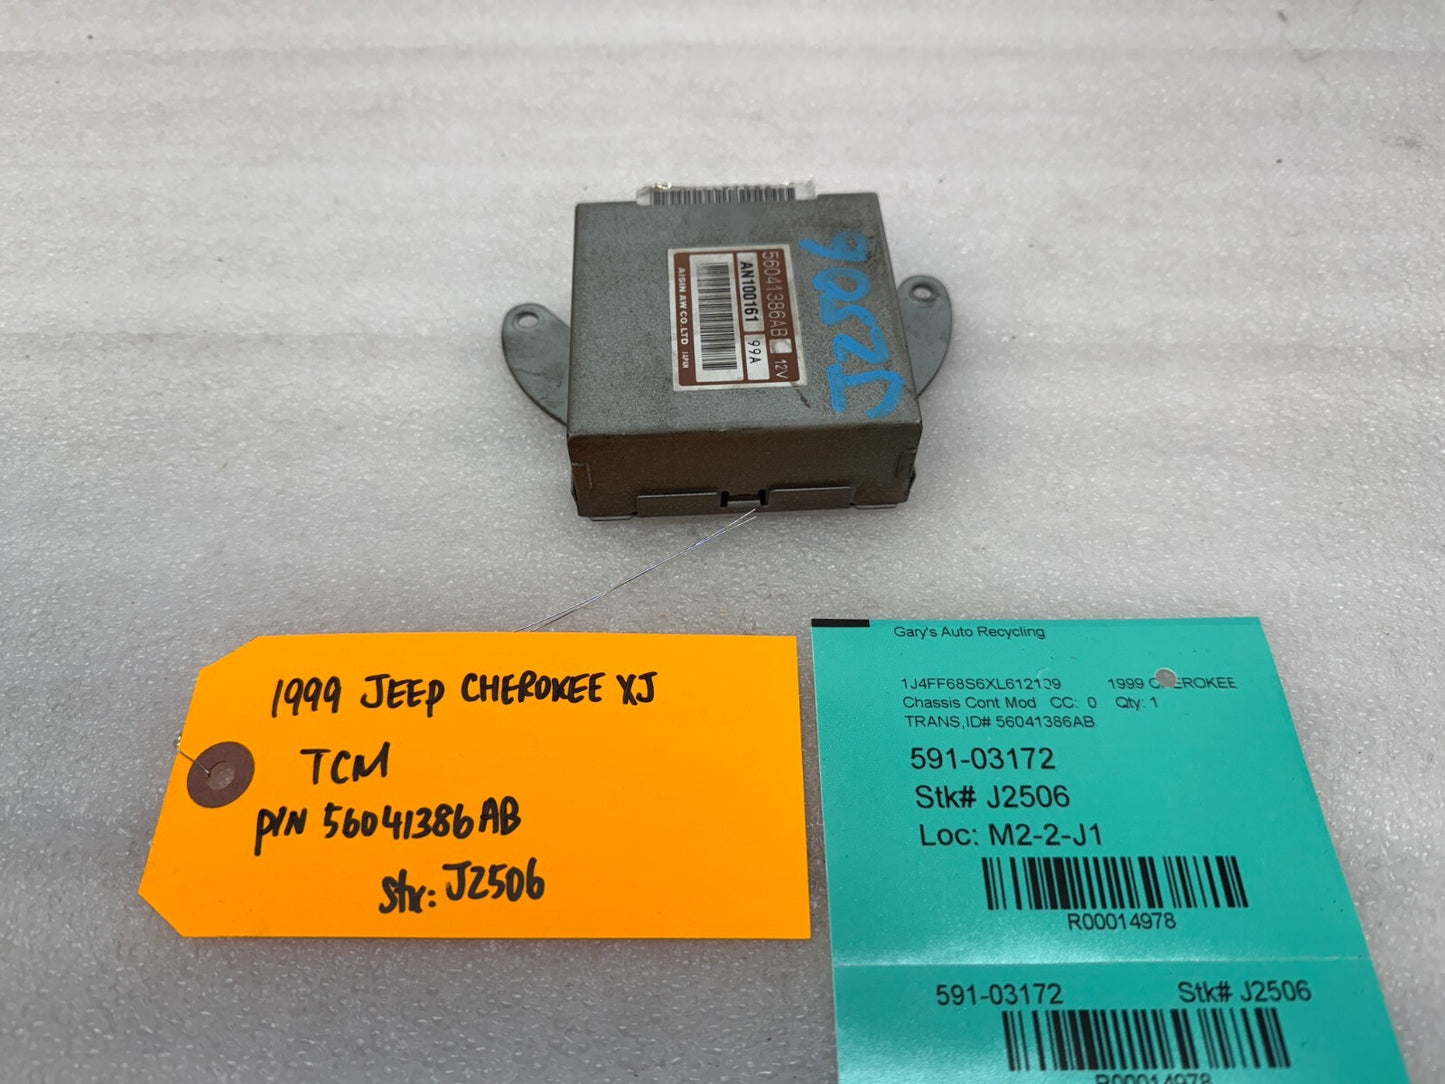 56041386AB 12V
AN100161 99A
AISIN AW CO.,LTD. JAPAN
J2506
1999 JEEP CHEROKEE XJ
TCM
P/N 56041386AB
Stk: J2506
Gary's Auto Recycling
1J4FF68S6XL612109 1999 CHEROKEE
Chassis Cont Mod CC: 0 Qty: 1
TRANS,ID# 56041386AB
591-03172
Stk# J2506
Loc: M2-2-J1
R00014978
591-03172 Stk# J2506
R00014978